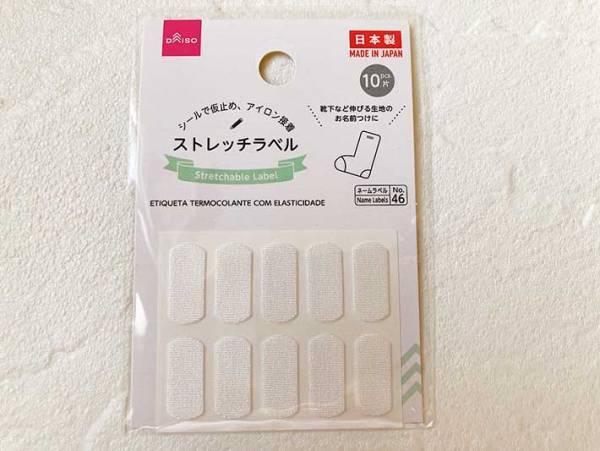 DAISO
日本製
MADE IN JAPAN
10pcs.片
シールで仮止め、アイロン接着
ストレッチラベル
Stretchable Label
靴下など伸びる生地の
お名前つけに
ネームラベル
Name Labels
No.
46
ETIQUETA TERMOCOLANTE COM ELASTICIDADE